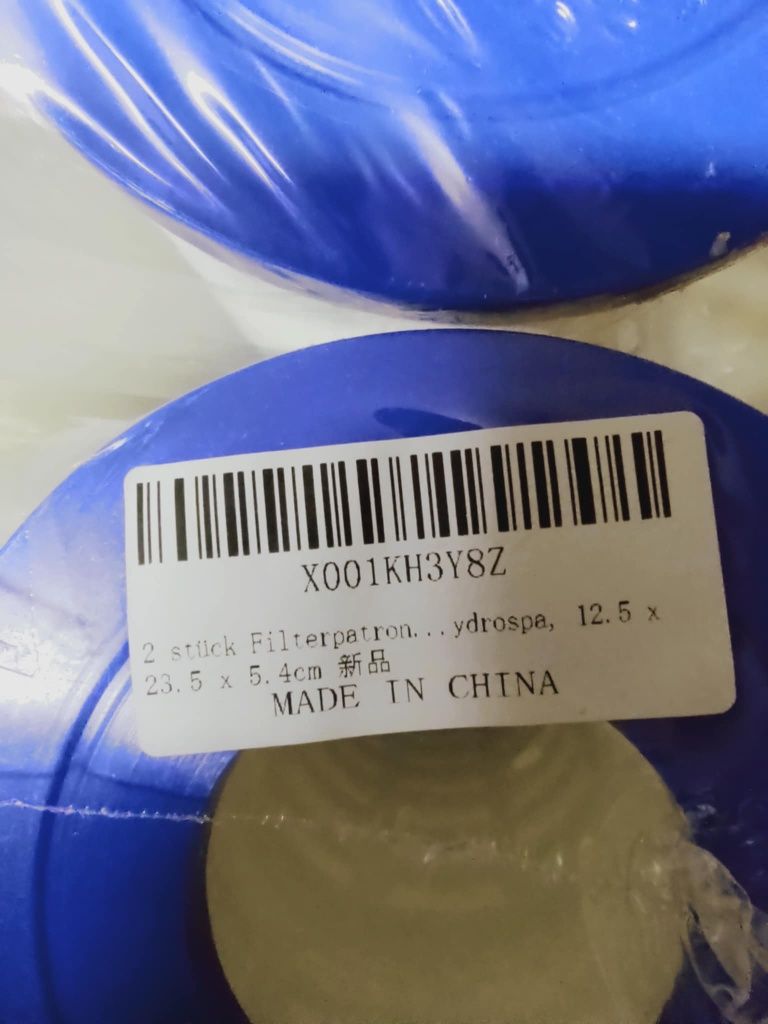 X001KH3Y8Z
2 stück Filterpatron...ydrospa, 12.5 x
23.5 x 5.4cm 新品
MADE IN CHINA